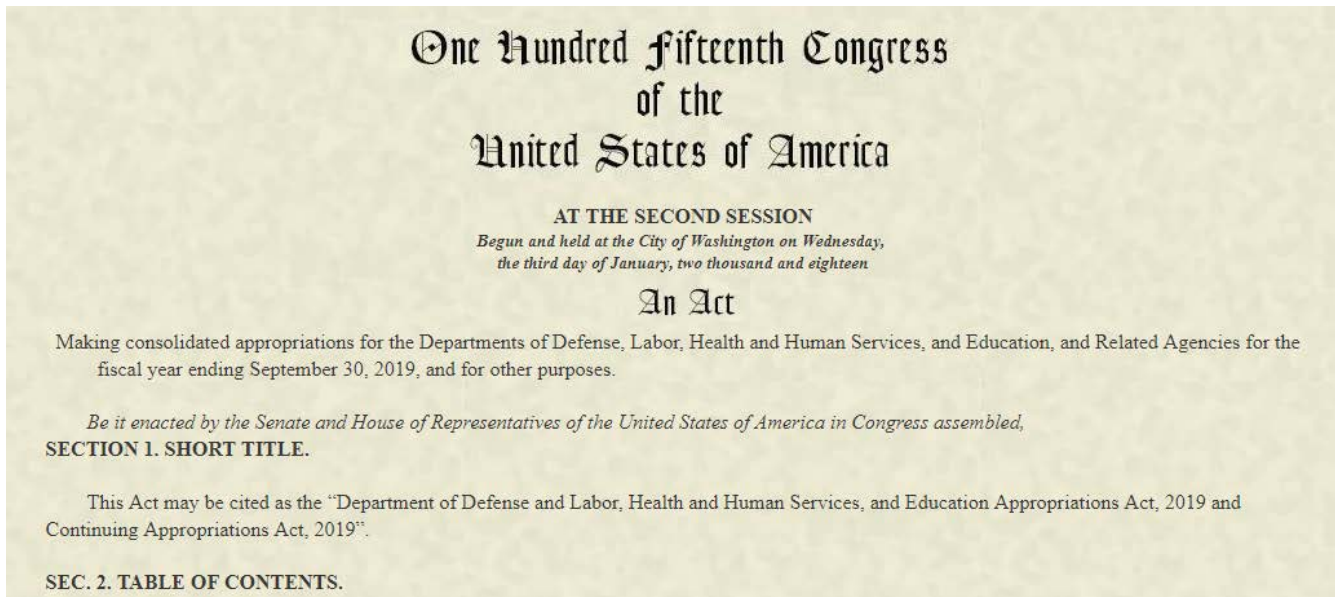 One Hundred Fifteenth Congress
of the
United States of America
AT THE SECOND SESSION
Begun and held at the City of Washington on Wednesday,
the third day of January, two thousand and eighteen
An Act
Making consolidated appropriations for the Departments of Defense, Labor, Health and Human Services, and Education, and Related Agencies for the
fiscal year ending September 30, 2019, and for other purposes.
Be it enacted by the Senate and House of Representatives of the United States of America in Congress assembled,
SECTION 1. SHORT TITLE.
This Act may be cited as the “Department of Defense and Labor, Health and Human Services, and Education Appropriations Act, 2019 and
Continuing Appropriations Act, 2019”.
SEC. 2. TABLE OF CONTENTS.